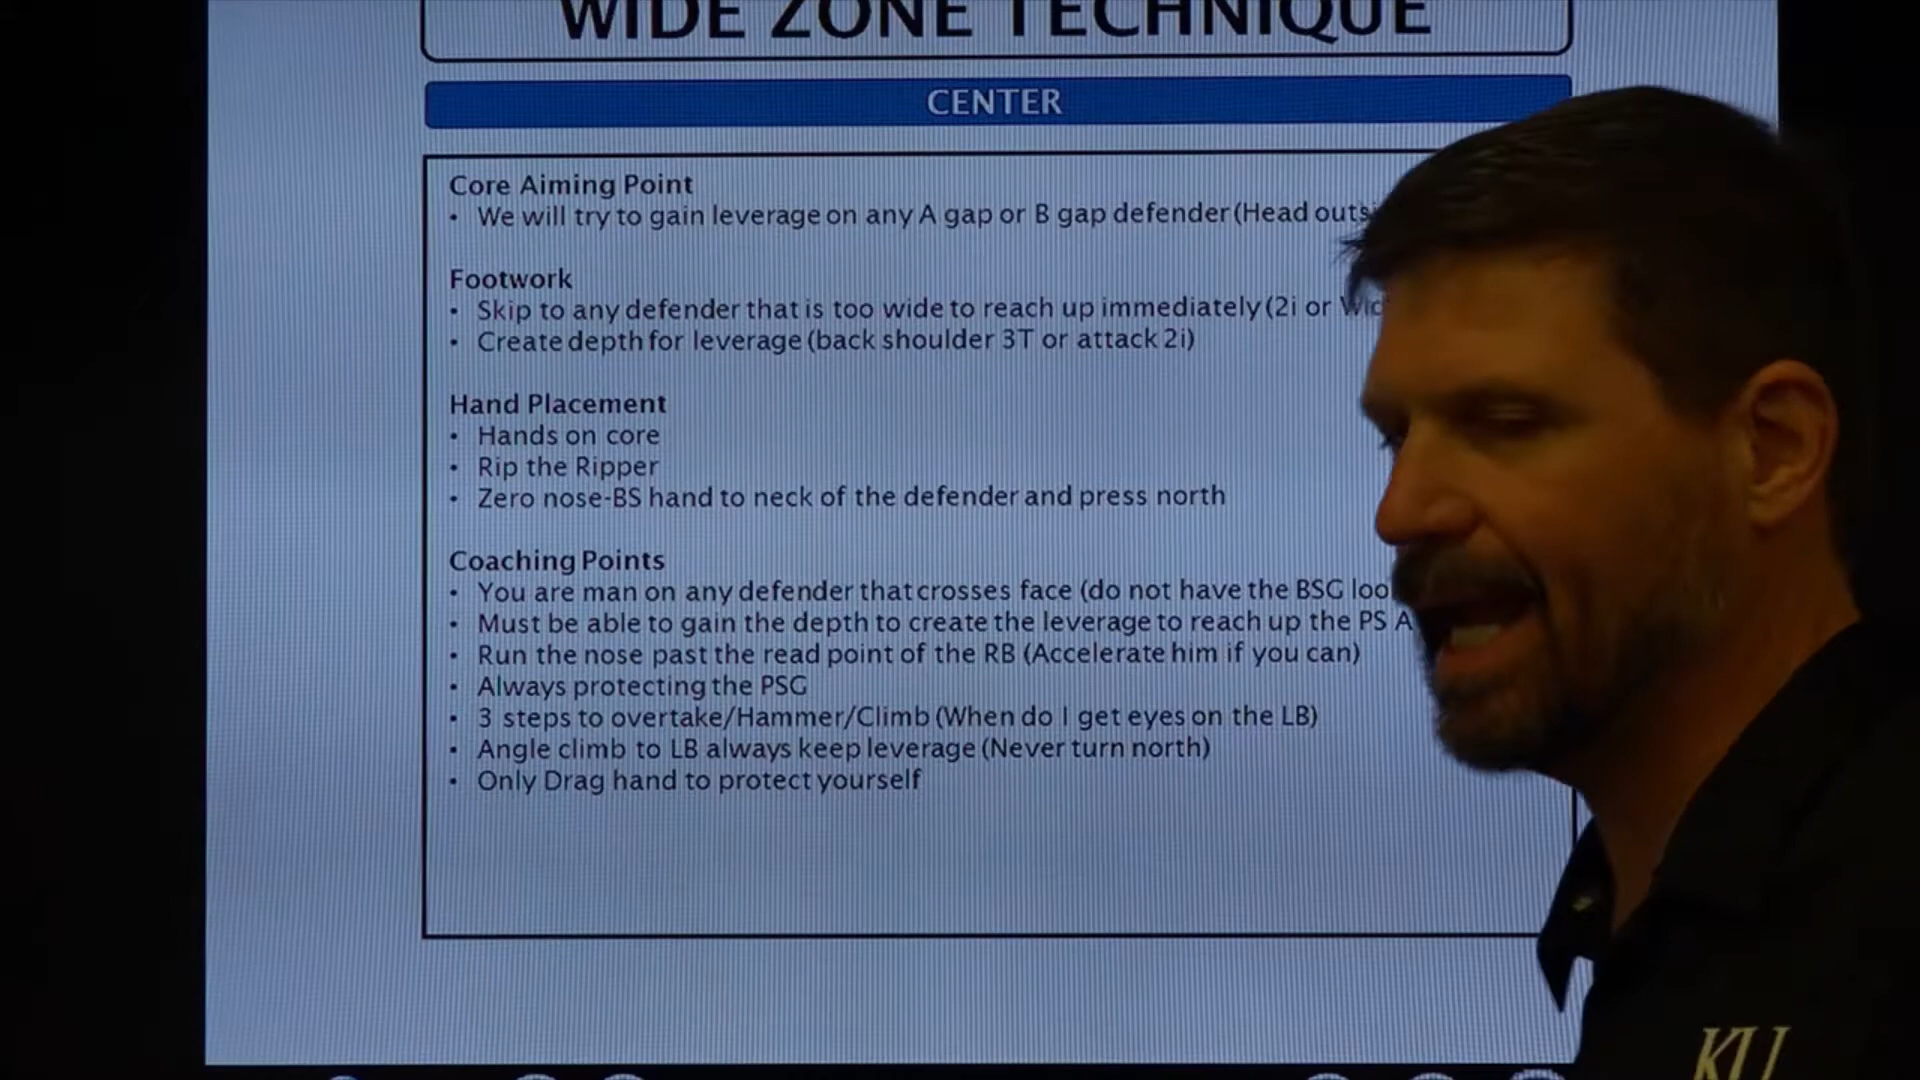 WIDE ZONE TECHNIQUE
CENTER
Core Aiming Point
• We will try to gain leverage on any A gap or B gap defender (Head
Footwork
• Skip to any defender that is too wide to reach up immediately (2i or
• Create depth for leverage (back shoulder 3T or attack 2i)
Hand Placement
• Hands on core
• Rip the Ripper
• Zero nose-BS hand to neck of the defender and press north
Coaching Points
• You are man on any defender that crosses face (do not have the BSG
• Must be able to gain the depth to create the leverage to reach up the PS A
• Run the nose past the read point of the RB (Accelerate him if you can)
• Always protecting the PSG
• 3 steps to overtake/Hammer/Climb (When do I get eyes on the LB)
• Angle climb to LB always keep leverage (Never turn north)
• Only Drag hand to protect yourself
KU